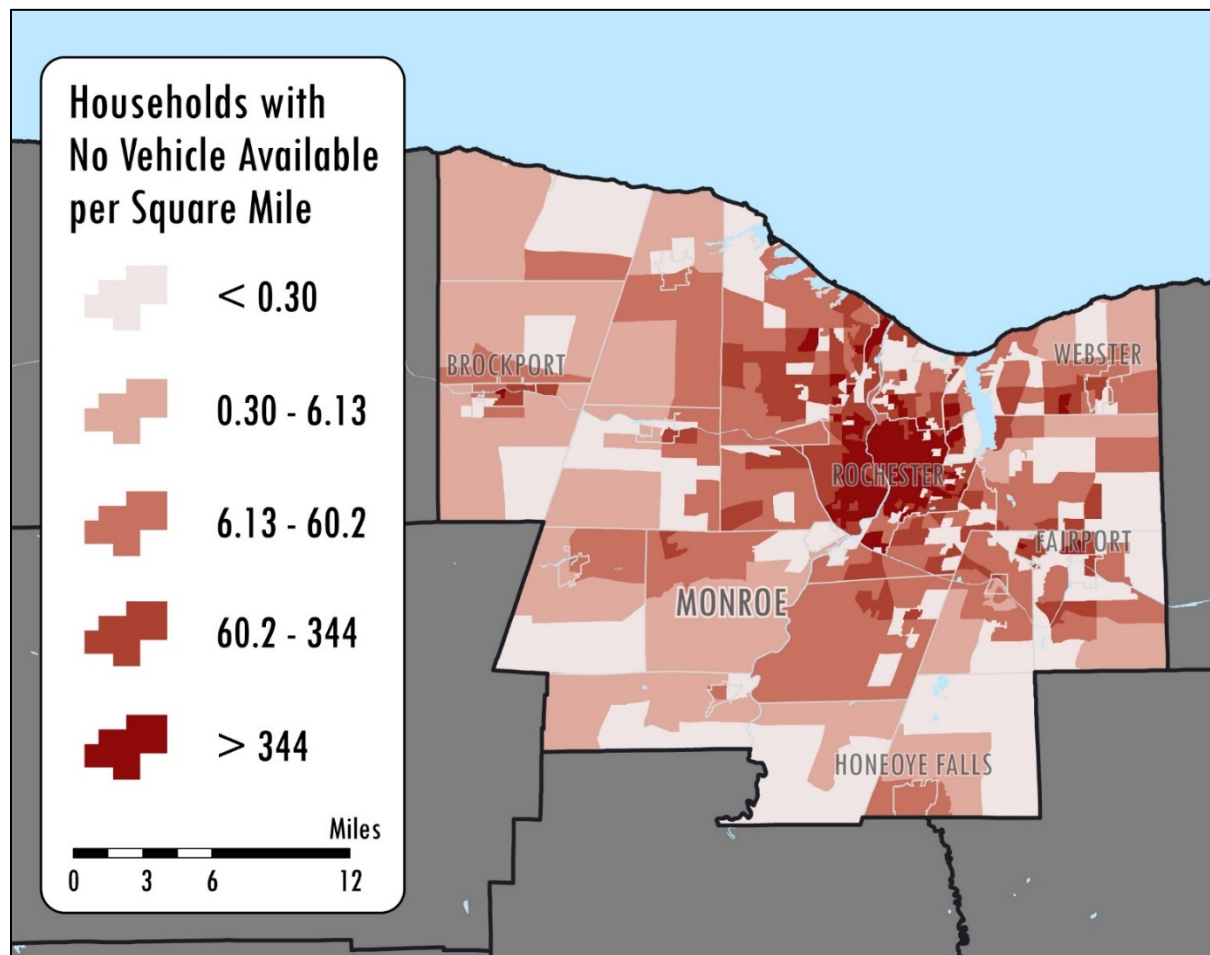 Households with
No Vehicle Available
per Square Mile
< 0.30
0.30 - 6.13
6.13 - 60.2
60.2 - 344
> 344
Miles
0 3 6 12
BROCKPORT
WEBSTER
ROCHESTER
FAIRPORT
MONROE
HONEOYE FALLS